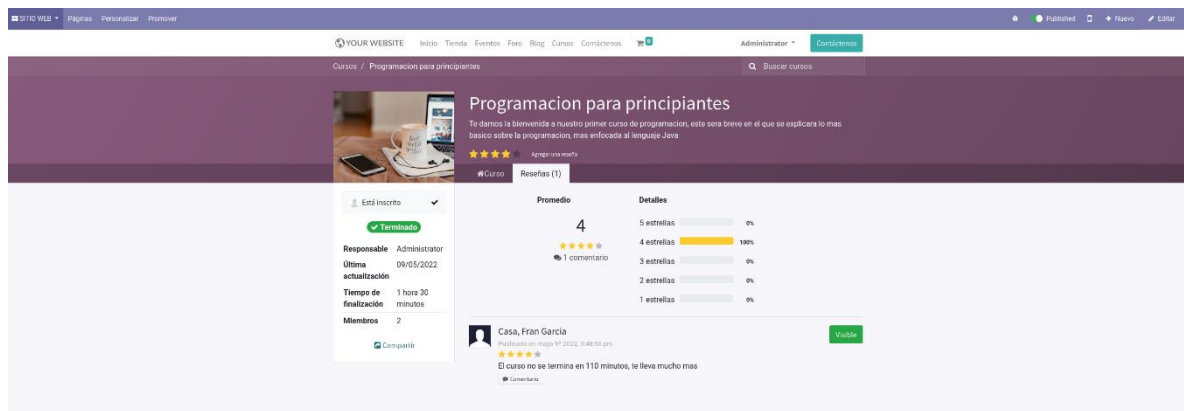 SITIO WEB Páginas Personalizar Promover
Published + Nuevo Editar
YOUR WEBSITE Inicio Tienda Eventos Foro Blog Cursos Contáctenos 0 Administrator Contáctenos
Cursos / Programacion para principiantes
Buscar cursos
Programacion para principiantes
Te damos la bienvenida a nuestro primer curso de programacion, este sera breve en el que se explicara lo mas
basico sobre la programacion, mas enfocada al lenguaje Java
Agregar una reseña
Curso Reseñas (1)
Está inscrito
Terminado
Responsable Administrator
Última actualización 09/05/2022
Tiempo de finalización 1 hora 30 minutos
Miembros 2
Compartir
Promedio
4
1 comentario
Detalles
5 estrellas 0%
4 estrellas 100%
3 estrellas 0%
2 estrellas 0%
1 estrellas 0%
Casa, Fran Garcia
Visible
El curso no se termina en 110 minutos, te lleva mucho mas
Comentario